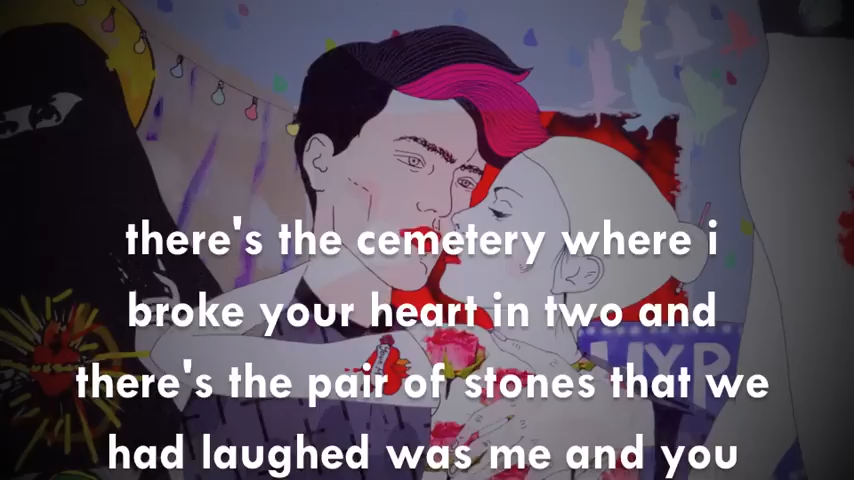 there's the cemetery where i
broke your heart in two and
there's the pair of stones that we
had laughed was me and you
HYP